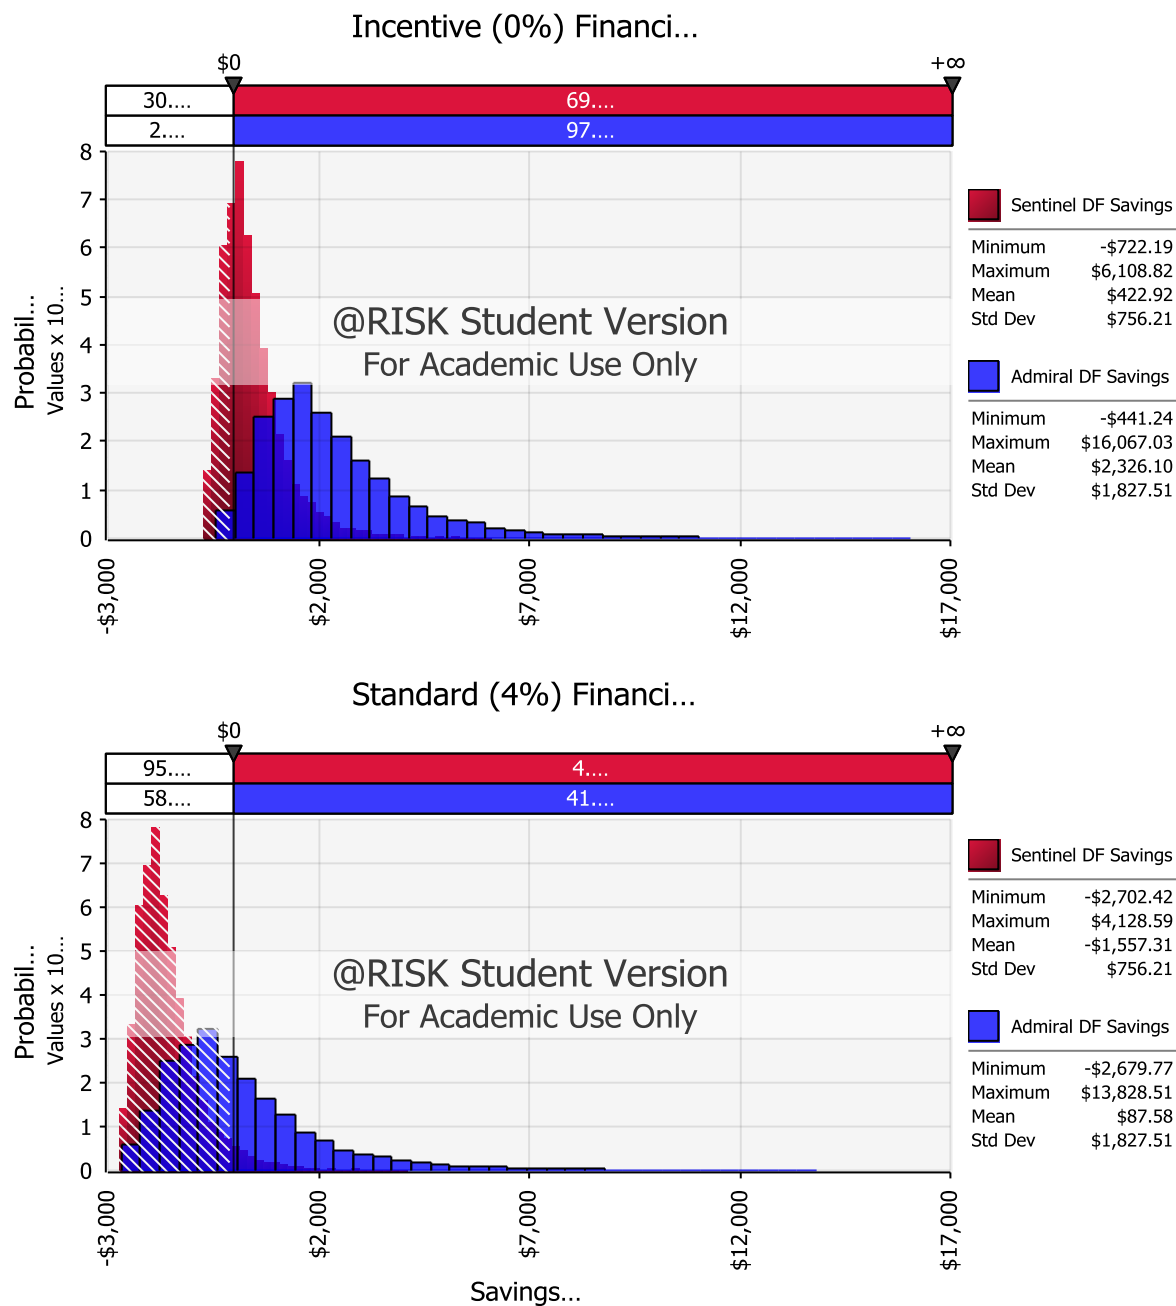 Incentive (0%) Financi...
$0 +∞
30.... 69....
2.... 97....
8
7
6
5
4
3
2
1
0
Probabil...
Values x 10...
@RISK Student Version
For Academic Use Only
-$3,000 $2,000 $7,000 $12,000 $17,000
Sentinel DF Savings
Minimum -$722.19
Maximum $6,108.82
Mean $422.92
Std Dev $756.21
Admiral DF Savings
Minimum -$441.24
Maximum $16,067.03
Mean $2,326.10
Std Dev $1,827.51
Standard (4%) Financi...
$0 +∞
95.... 4....
58.... 41....
8
7
6
5
4
3
2
1
0
Probabil...
Values x 10...
@RISK Student Version
For Academic Use Only
-$3,000 $2,000 $7,000 $12,000 $17,000
Savings...
Sentinel DF Savings
Minimum -$2,702.42
Maximum $4,128.59
Mean -$1,557.31
Std Dev $756.21
Admiral DF Savings
Minimum -$2,679.77
Maximum $13,828.51
Mean $87.58
Std Dev $1,827.51